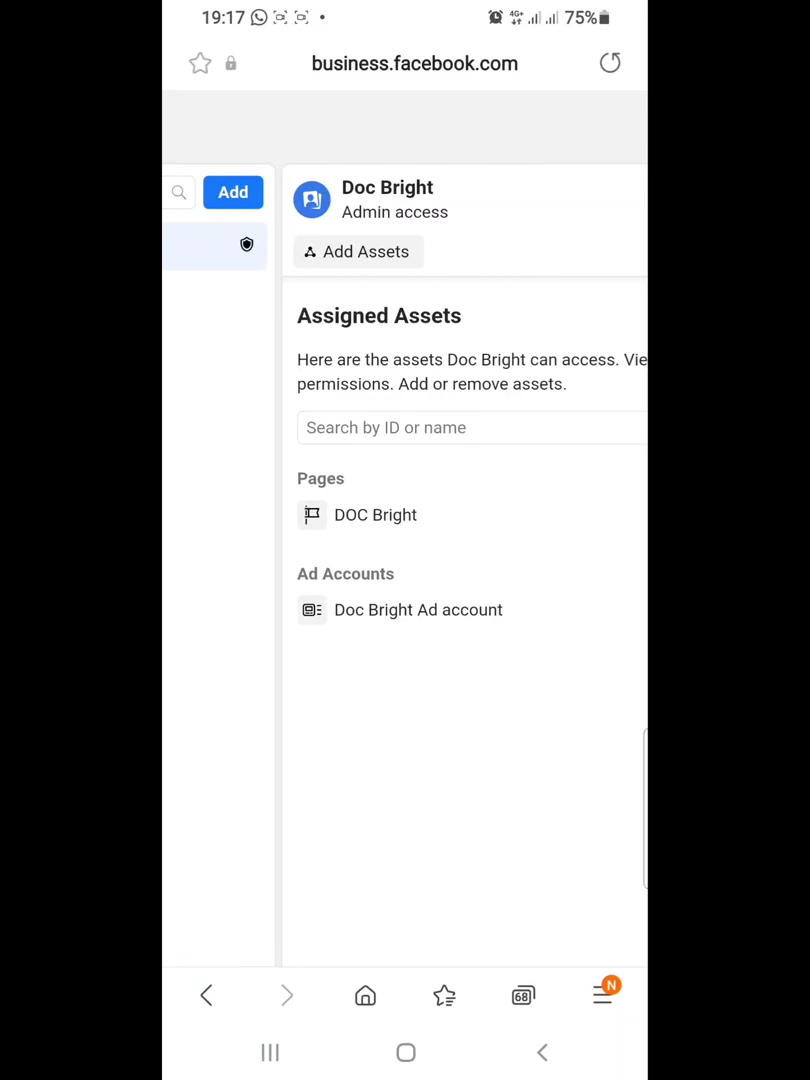 19:17
4G+
75%
business.facebook.com
Add
Doc Bright
Admin access
Add Assets
Assigned Assets
Here are the assets Doc Bright can access. Vie
permissions. Add or remove assets.
Search by ID or name
Pages
DOC Bright
Ad Accounts
Doc Bright Ad account
68
N